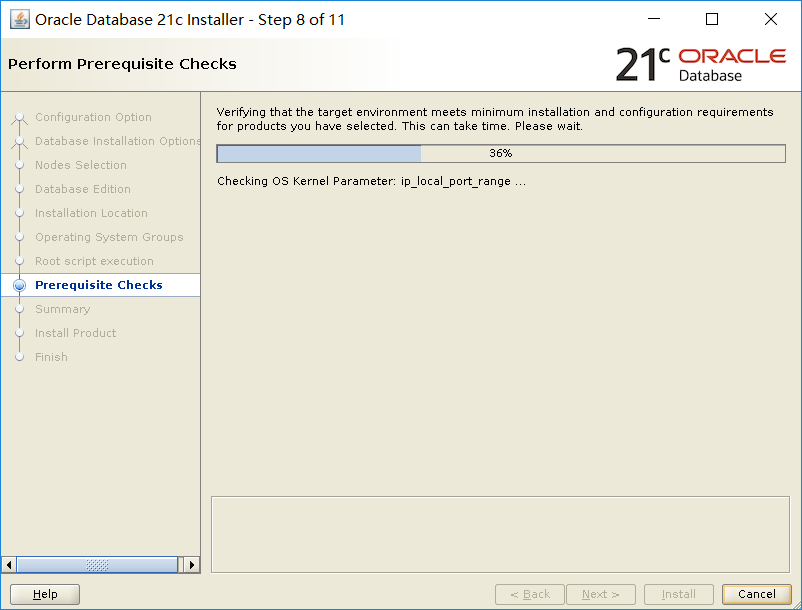 Oracle Database 21c Installer - Step 8 of 11
Perform Prerequisite Checks
21c ORACLE
Database
Configuration Option
Database Installation Options
Nodes Selection
Database Edition
Installation Location
Operating System Groups
Root script execution
Prerequisite Checks
Summary
Install Product
Finish
Verifying that the target environment meets minimum installation and configuration requirements
for products you have selected. This can take time. Please wait.
36%
Checking OS Kernel Parameter: ip_local_port_range ...
Help
< Back
Next >
Install
Cancel